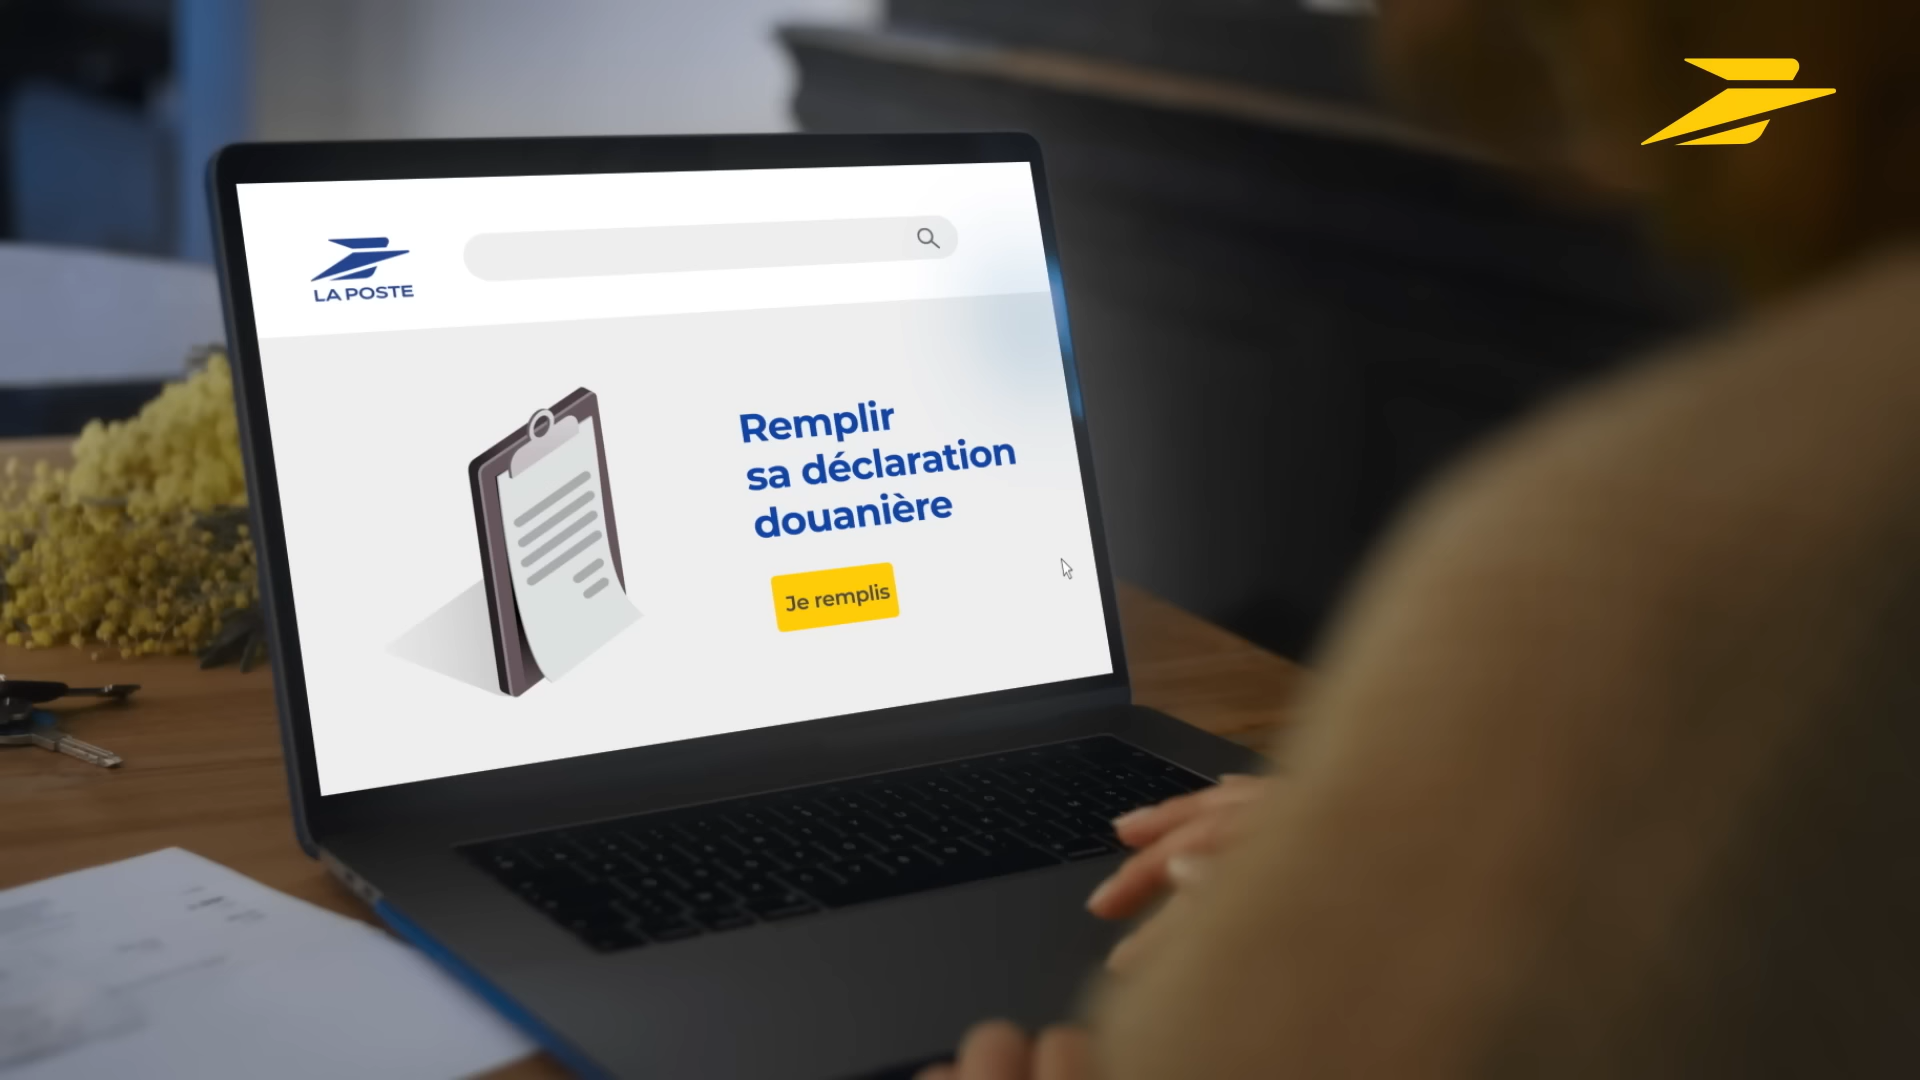 LA POSTE
Remplir
sa déclaration
douanière
Je remplis